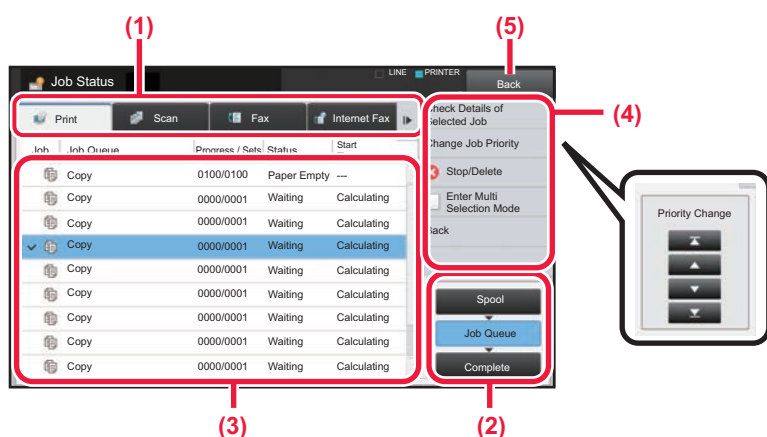 (1)
(5)
Job Status
LINE
PRINTER
Back
Print
Scan
Fax
Internet Fax
Check Details of
Selected Job
(4)
Change Job Priority
Stop/Delete
Enter Multi
Selection Mode
Back
Job
Job Queue
Progress / Sets
Status
Start
Copy 0100/0100 Paper Empty ---
Copy 0000/0001 Waiting Calculating
Copy 0000/0001 Waiting Calculating
Copy 0000/0001 Waiting Calculating
Copy 0000/0001 Waiting Calculating
Copy 0000/0001 Waiting Calculating
Copy 0000/0001 Waiting Calculating
Copy 0000/0001 Waiting Calculating
Copy 0000/0001 Waiting Calculating
Spool
Job Queue
Complete
Priority Change
(3)
(2)